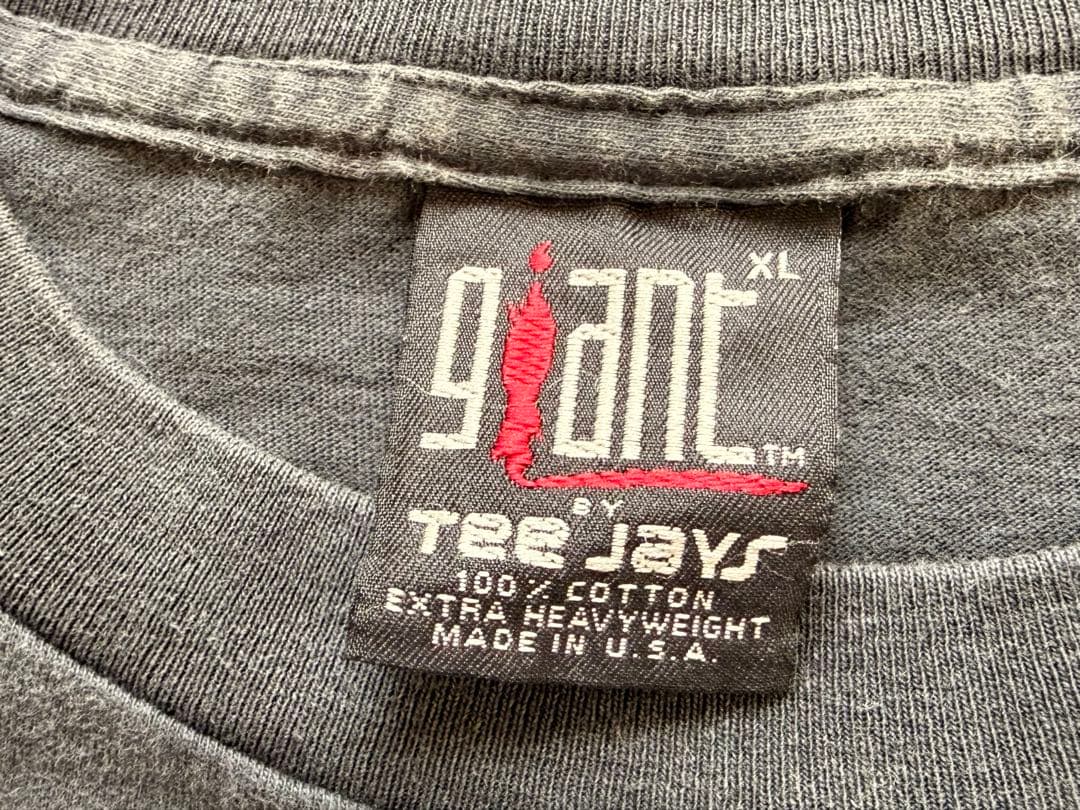 giant XL
TM
BY
Tee Jays
100% COTTON
EXTRA HEAVYWEIGHT
MADE IN U.S.A.